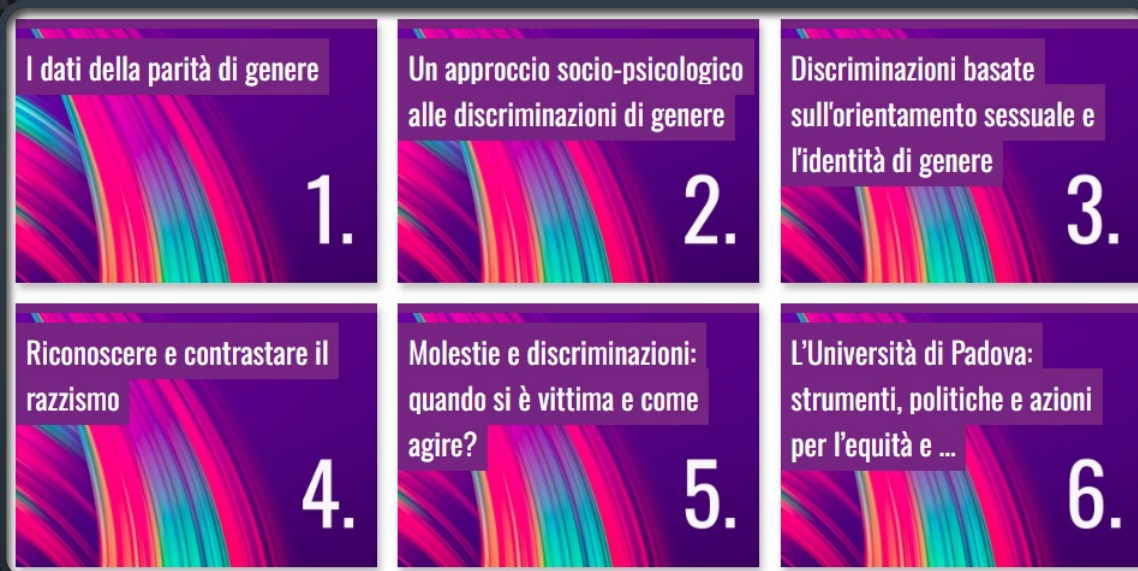 I dati della parità di genere
1.
Un approccio socio-psicologico
alle discriminazioni di genere
2.
Discriminazioni basate
sull'orientamento sessuale e
l'identità di genere
3.
Riconoscere e contrastare il
razzismo
4.
Molestie e discriminazioni:
quando si è vittima e come
agire?
5.
L’Università di Padova:
strumenti, politiche e azioni
per l’equità e ...
6.